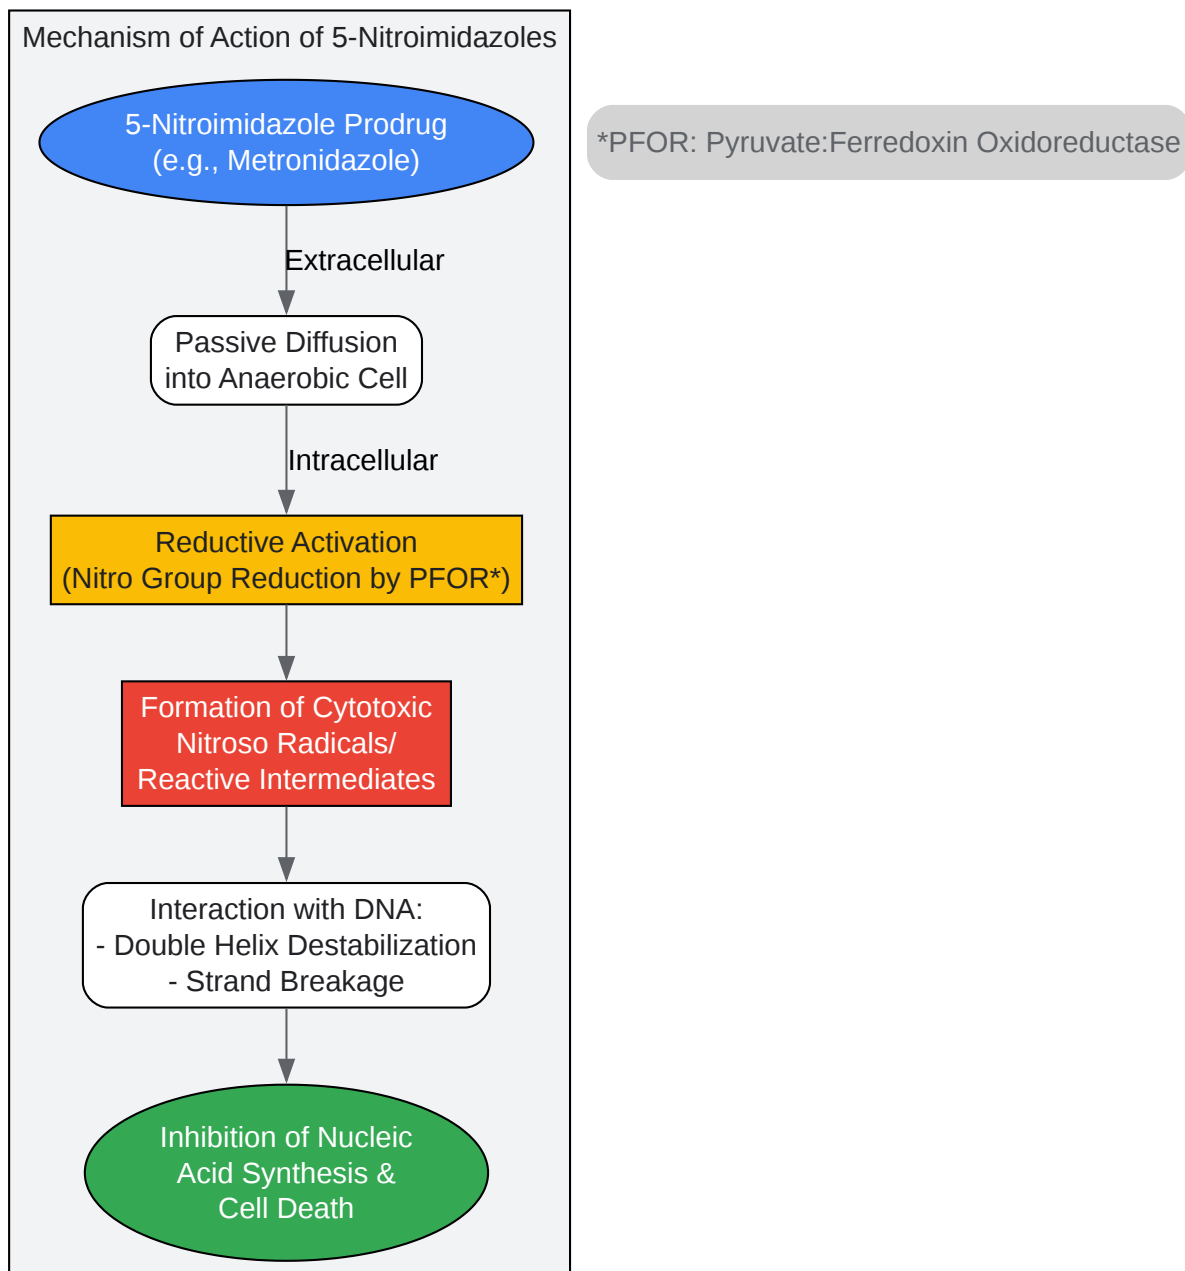 Mechanism of Action of 5-Nitroimidazoles
5-Nitroimidazole Prodrug
(e.g., Metronidazole)
*PFOR: Pyruvate:Ferredoxin Oxidoreductase
Extracellular
Passive Diffusion
into Anaerobic Cell
Intracellular
Reductive Activation
(Nitro Group Reduction by PFOR*)
Formation of Cytotoxic
Nitroso Radicals/
Reactive Intermediates
Interaction with DNA:
- Double Helix Destabilization
- Strand Breakage
Inhibition of Nucleic
Acid Synthesis &
Cell Death